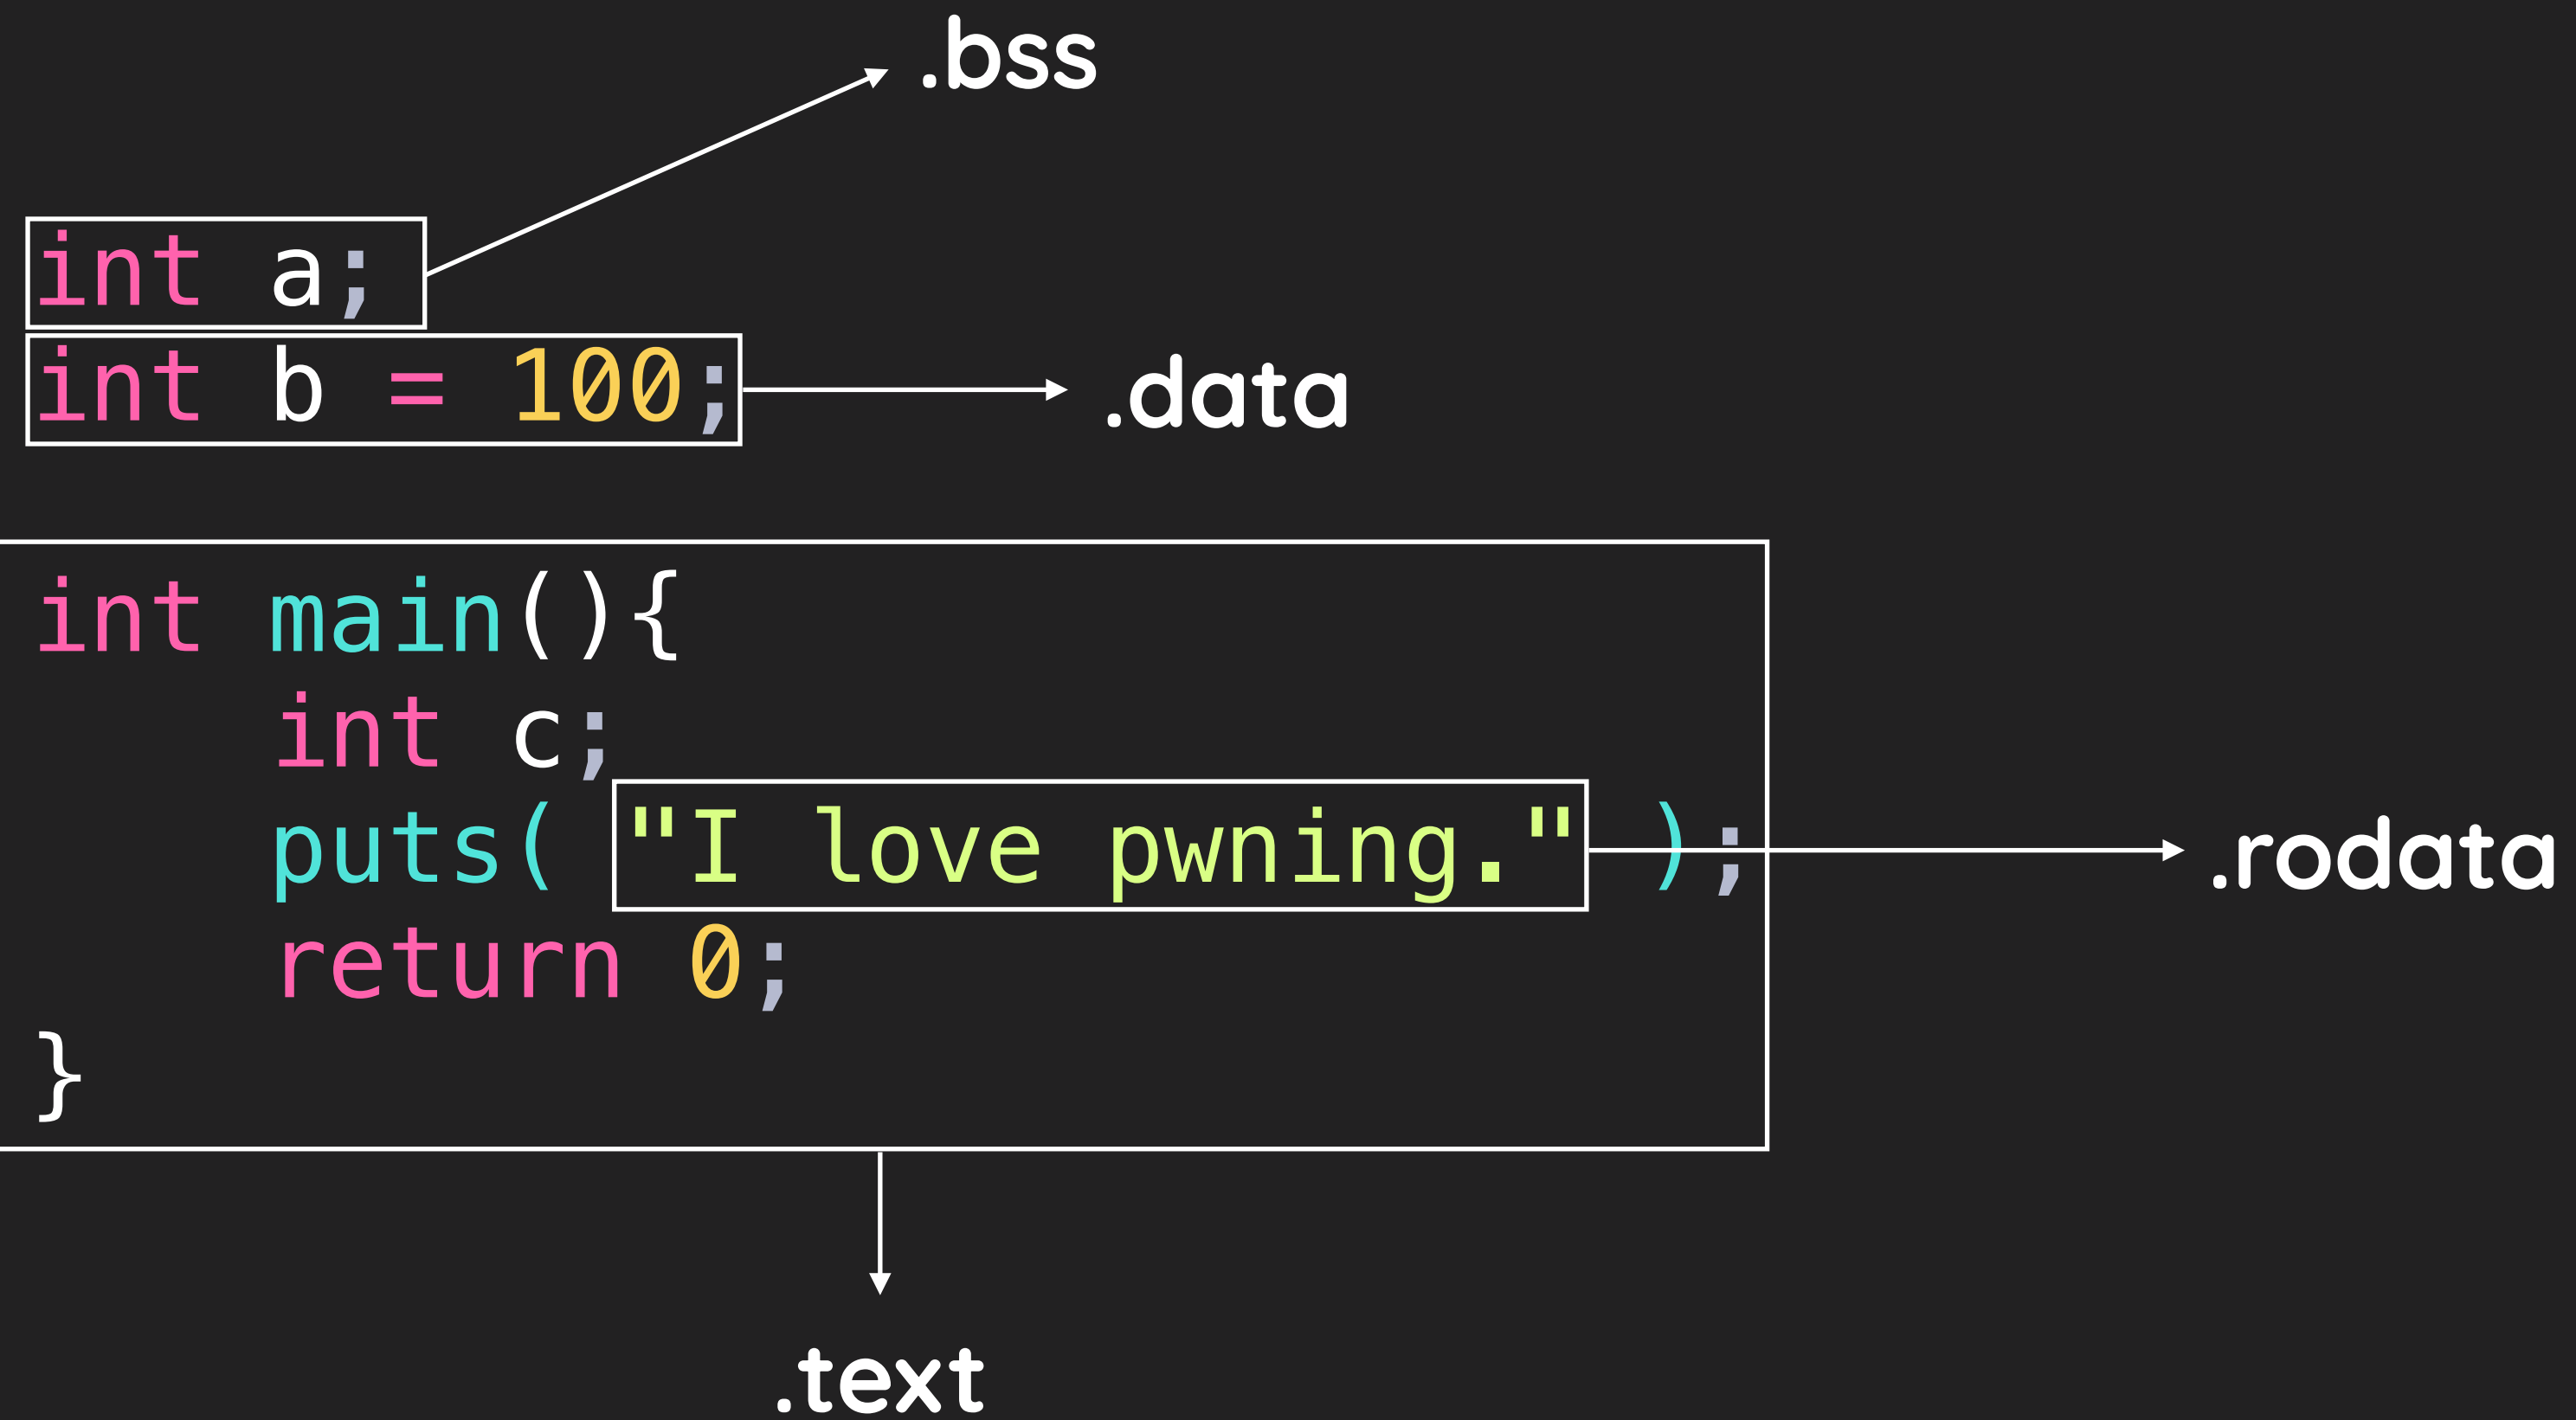 .bss
int a;
int b = 100;
.data
int main(){
int c;
puts( "I love pwning." );
.rodata
return 0;
}
.text